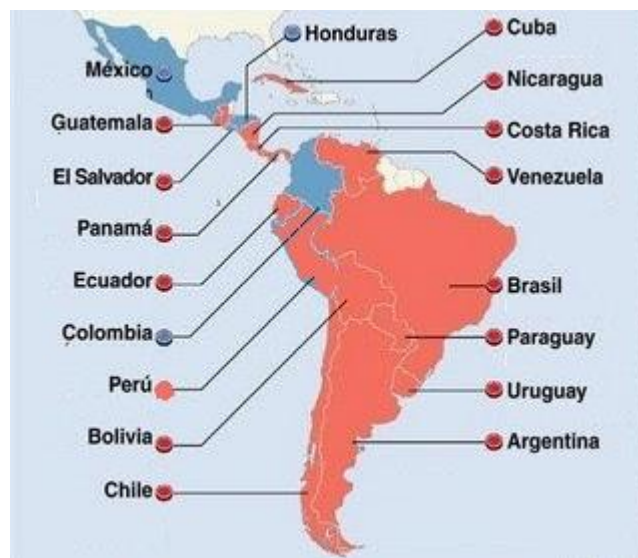 Honduras
Cuba
México
Nicaragua
Guatemala
Costa Rica
El Salvador
Venezuela
Panamá
Ecuador
Brasil
Colombia
Paraguay
Perú
Uruguay
Bolivia
Argentina
Chile